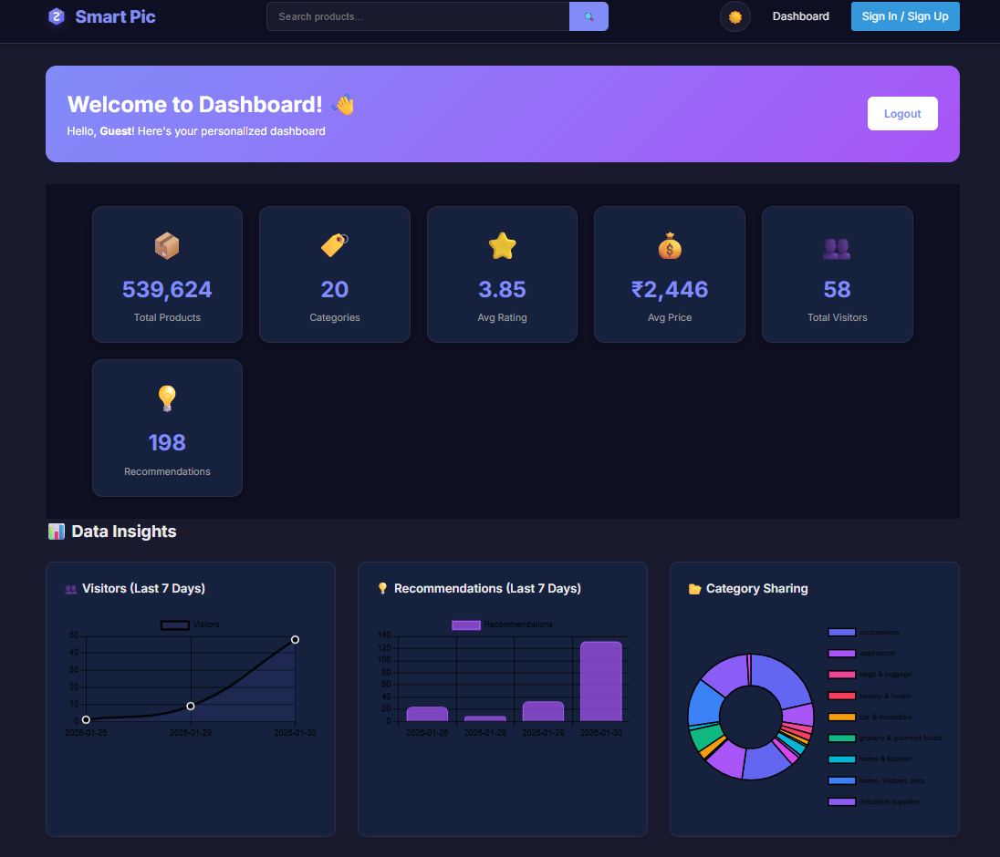 Smart Pic
Search products...
Dashboard
Sign In / Sign Up
Welcome to Dashboard! 👋
Hello, Guest! Here's your personalized dashboard
Logout
539,624
Total Products
20
Categories
3.85
Avg Rating
₹2,446
Avg Price
58
Total Visitors
198
Recommendations
Data Insights
Visitors (Last 7 Days)
Visitors
50
40
30
20
10
0
2026-01-26
2026-01-29
2026-01-30
Recommendations (Last 7 Days)
Recommendations
140
120
100
80
60
40
20
0
2026-01-26
2026-01-28
2026-01-29
2026-01-30
Category Sharing
accessories
appliances
bags & luggage
beauty & health
car & motorbike
grocery & gourmet foods
home & kitchen
home, kitchen, pets
industrial supplies